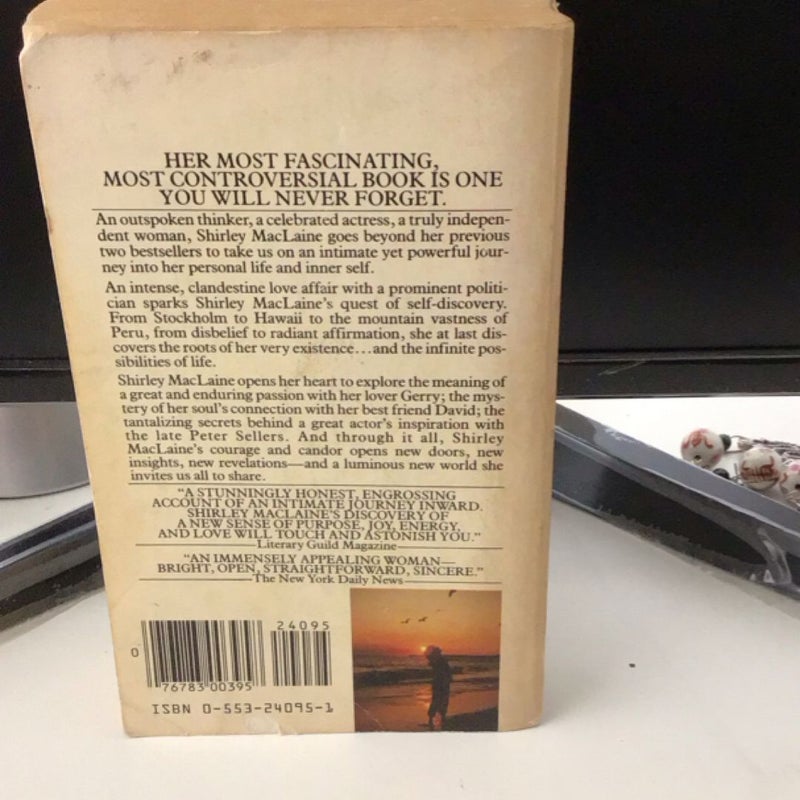 HER MOST FASCINATING,
MOST CONTROVERSIAL BOOK IS ONE
YOU WILL NEVER FORGET.
An outspoken thinker, a celebrated actress, a truly indepen-
dent woman, Shirley MacLaine goes beyond her previous
two bestsellers to take us on an intimate yet powerful jour-
ney into her personal life and inner self.
An intense, clandestine love affair with a prominent politi-
cian sparks Shirley MacLaine's quest of self-discovery.
From Stockholm to Hawaii to the mountain vastness of
Peru, from disbelief to radiant affirmation, she at last dis-
covers the roots of her very existence...and the infinite pos-
sibilities of life.
Shirley MacLaine opens her heart to explore the meaning of
a great and enduring passion with her lover Gerry; the mys-
tery of her soul's connection with her best friend David; the
tantalizing secrets behind a great actor's inspiration with
the late Peter Sellers. And through it all, Shirley
MacLaine's courage and candor opens new doors, new
insights, new revelations—and a luminous new world she
invites us all to share.
"A STUNNINGLY HONEST, ENGROSSING
ACCOUNT OF AN INTIMATE JOURNEY INWARD.
SHIRLEY MACLAINE'S DISCOVERY OF
A NEW SENSE OF PURPOSE, JOY, ENERGY,
AND LOVE WILL TOUCH AND ASTONISH YOU."
—Literary Guild Magazine—
"AN IMMENSELY APPEALING WOMAN—
BRIGHT, OPEN, STRAIGHTFORWARD, SINCERE."
—The New York Daily News—
24095
0
76783 00395
ISBN 0-553-24095-1